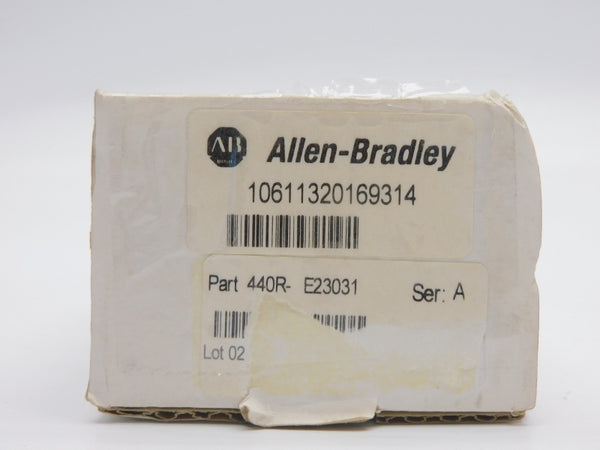 AB Allen-Bradley
10611320169314
Part 440R- E23031 Ser: A
Lot 02